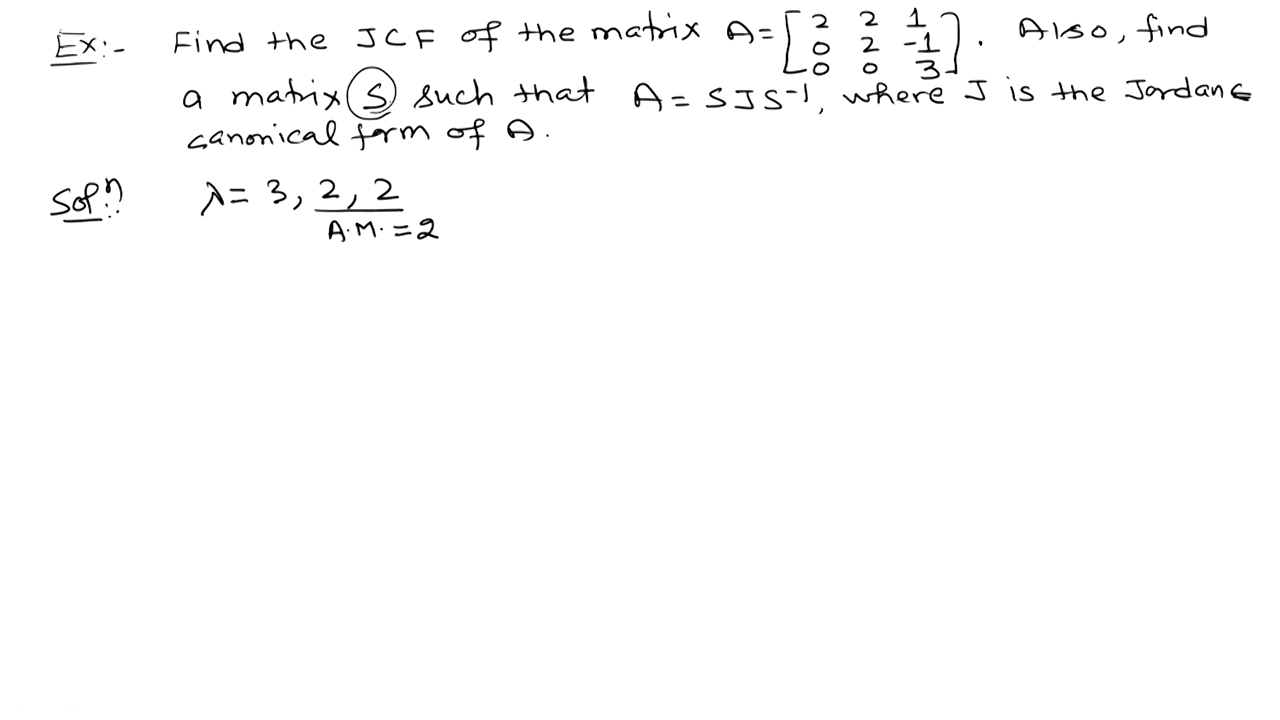 Ex:- Find the JCF of the matrix A = [2 2 1; 0 2 -1; 0 0 3]. Also, find
a matrix S such that A = SJS⁻¹, where J is the Jordan
canonical form of A.
Solⁿ:. λ = 3, 2, 2
A.M. = 2